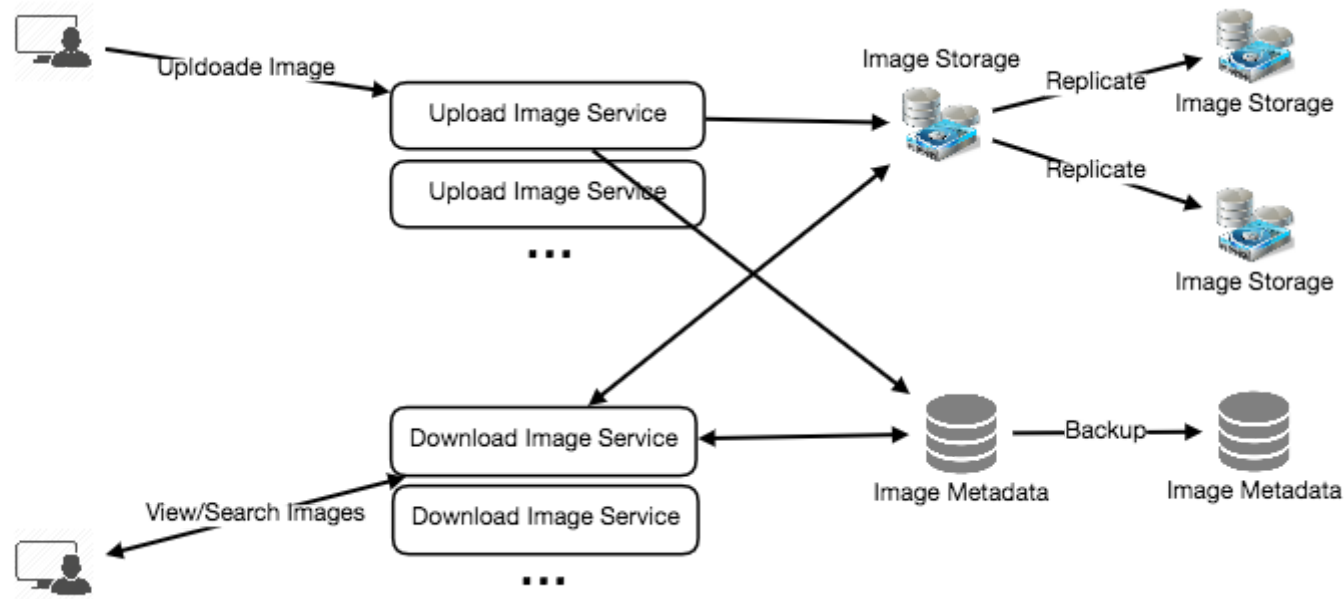 Upldoade Image
Image Storage
Replicate
Image Storage
Upload Image Service
Upload Image Service
...
Replicate
Image Storage
Download Image Service
Download Image Service
...
View/Search Images
Image Metadata
Backup
Image Metadata